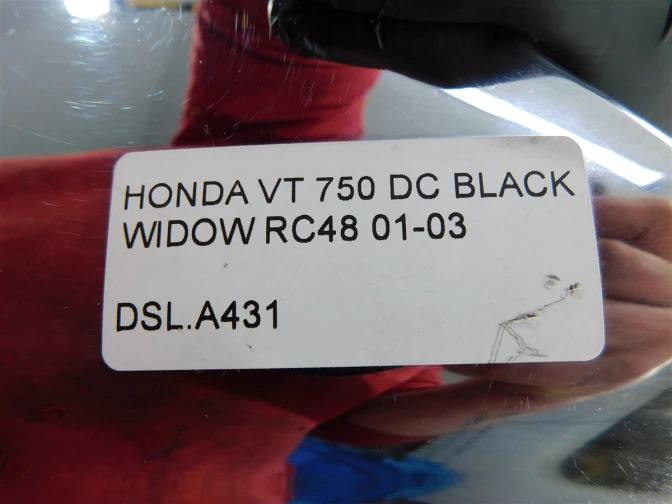 HONDA VT 750 DC BLACK
WIDOW RC48 01-03
DSL.A431